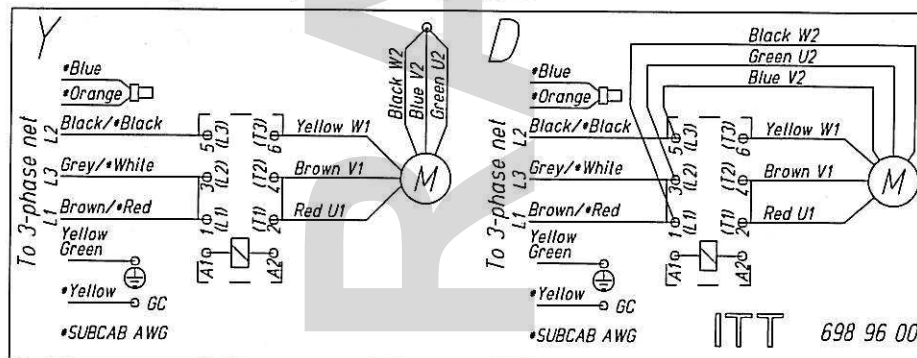 Y
*Blue
*Orange
To 3-phase net
L2 Black/*Black
L3 Grey/*White
L1 Brown/*Red
Yellow
Green
*Yellow
GC
*SUBCAB AWG
5 (L3) (T3) 6
3 (L2) (T2) 4
1 (L1) (T1) 2
A1 A2
Yellow W1
Brown V1
Red U1
Black W2
Blue V2
Green U2
M
D
*Blue
*Orange
To 3-phase net
L2 Black/*Black
L3 Grey/*White
L1 Brown/*Red
Yellow
Green
*Yellow
GC
*SUBCAB AWG
5 (L3) (T3) 6
3 (L2) (T2) 4
1 (L1) (T1) 2
A1 A2
Black W2
Green U2
Blue V2
Yellow W1
Brown V1
Red U1
M
ITT 698 96 00